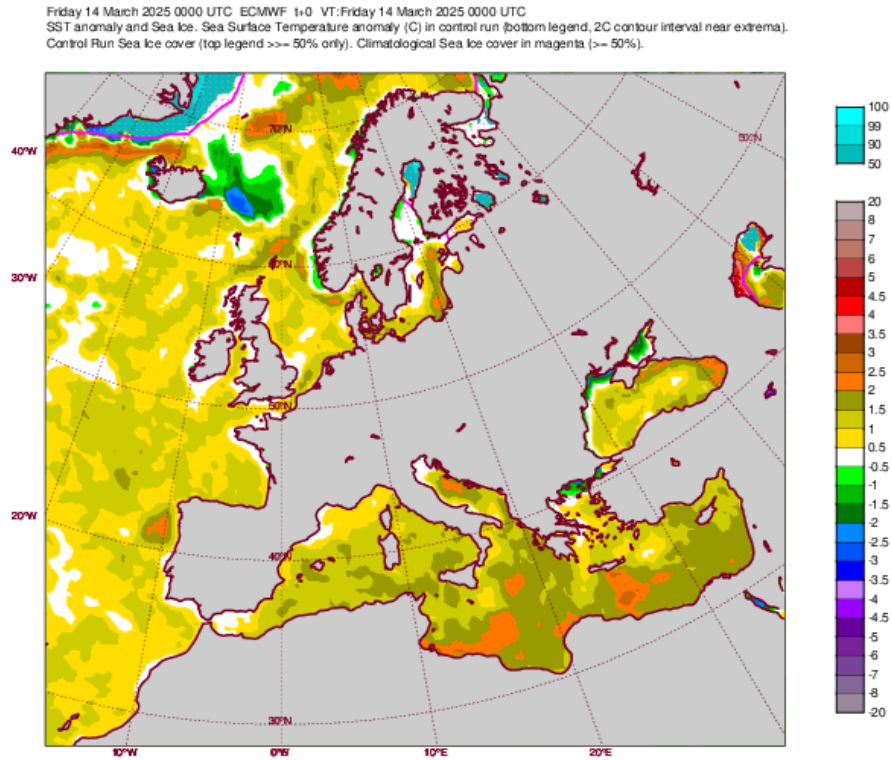 Friday 14 March 2025 0000 UTC ECMWF t+0 VT:Friday 14 March 2025 0000 UTC
SST anomaly and Sea Ice. Sea Surface Temperature anomaly (C) in control run (bottom legend, 2C contour interval near extrema).
Control Run Sea Ice cover (top legend >>= 50% only). Climatological Sea Ice cover in magenta (>= 50%).
100
99
90
50
70°N
50°N
40°W
20
8
7
6
5
4.5
4
3.5
3
2.5
2
1.5
1
0.5
-0.5
-1
-1.5
-2
-2.5
-3
-3.5
-4
-4.5
-5
-6
-7
-8
-20
60°N
30°W
50°N
20°W
40°N
30°N
10°W
0°W
10°E
20°E